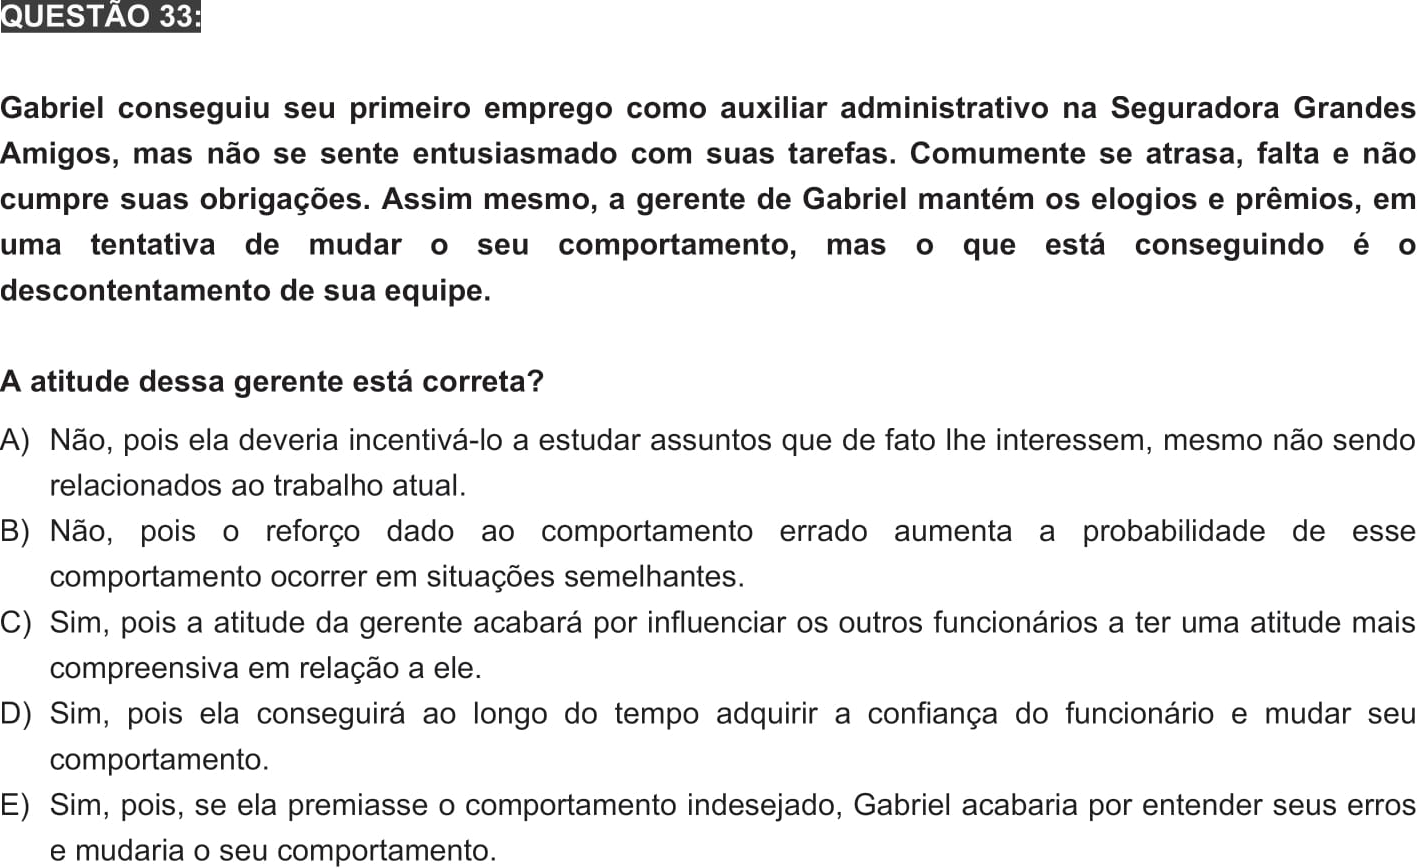 QUESTÃO 33:
Gabriel conseguiu seu primeiro emprego como auxiliar administrativo na Seguradora Grandes
Amigos, mas não se sente entusiasmado com suas tarefas. Comumente se atrasa, falta e não
cumpre suas obrigações. Assim mesmo, a gerente de Gabriel mantém os elogios e prêmios, em
uma tentativa de mudar o seu comportamento, mas o que está conseguindo é o
descontentamento de sua equipe.
A atitude dessa gerente está correta?
A) Não, pois ela deveria incentivá-lo a estudar assuntos que de fato lhe interessem, mesmo não sendo
relacionados ao trabalho atual.
B) Não, pois o reforço dado ao comportamento errado aumenta a probabilidade de esse
comportamento ocorrer em situações semelhantes.
C) Sim, pois a atitude da gerente acabará por influenciar os outros funcionários a ter uma atitude mais
compreensiva em relação a ele.
D) Sim, pois ela conseguirá ao longo do tempo adquirir a confiança do funcionário e mudar seu
comportamento.
E) Sim, pois, se ela premiasse o comportamento indesejado, Gabriel acabaria por entender seus erros
e mudaria o seu comportamento.